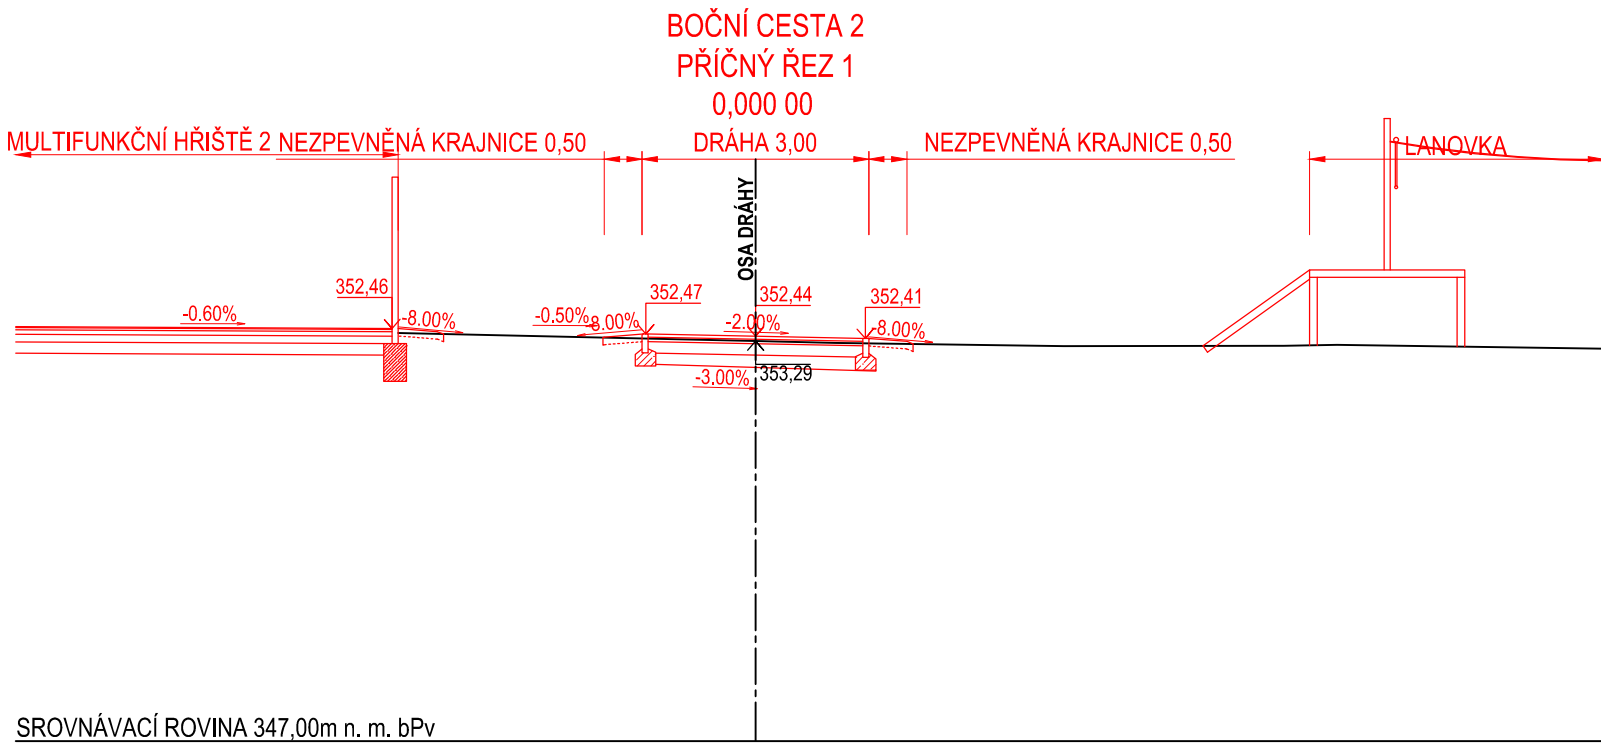 BOČNÍ CESTA 2
PŘÍČNÝ ŘEZ 1
0,000 00
MULTIFUNKČNÍ HŘIŠTĚ 2
NEZPEVNĚNÁ KRAJNICE 0,50
DRÁHA 3,00
NEZPEVNĚNÁ KRAJNICE 0,50
LANOVKA
OSA DRÁHY
352,46
352,47
352,44
352,41
-0.60%
-8.00%
-0.50%
-8.00%
-2.00%
-8.00%
-3.00%
353,29
SROVNÁVACÍ ROVINA 347,00m n. m. bPv